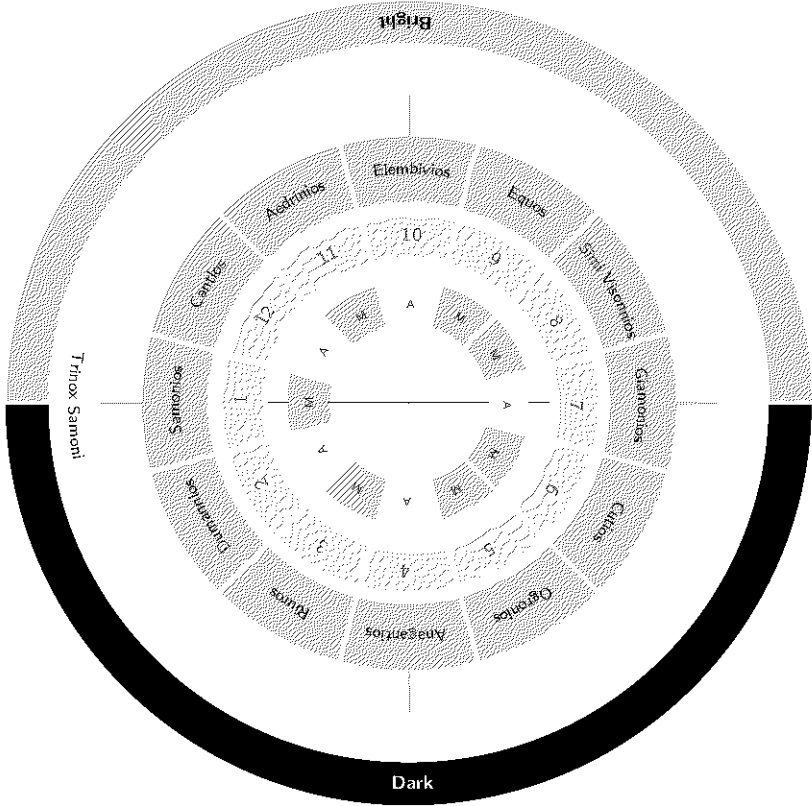 Bright
Elembivios
Equos
Simi Visonnios
Giamonios
Cutios
Ogronios
Anagantios
Riuros
Dumannios
Samonios
Cantlos
Aedrinios
10
9
8
7
6
5
4
3
2
1
12
11
A
M
M
A
M
M
A
M
A
M
A
M
Trinox Samoni
Dark